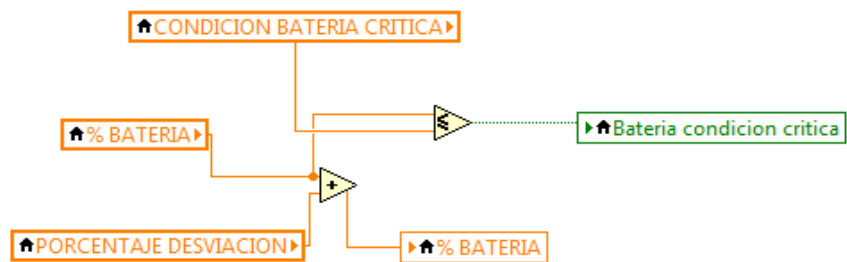 CONDICION BATERIA CRITICA
% BATERIA
Bateria condicion critica
PORCENTAJE DESVIACION
% BATERIA